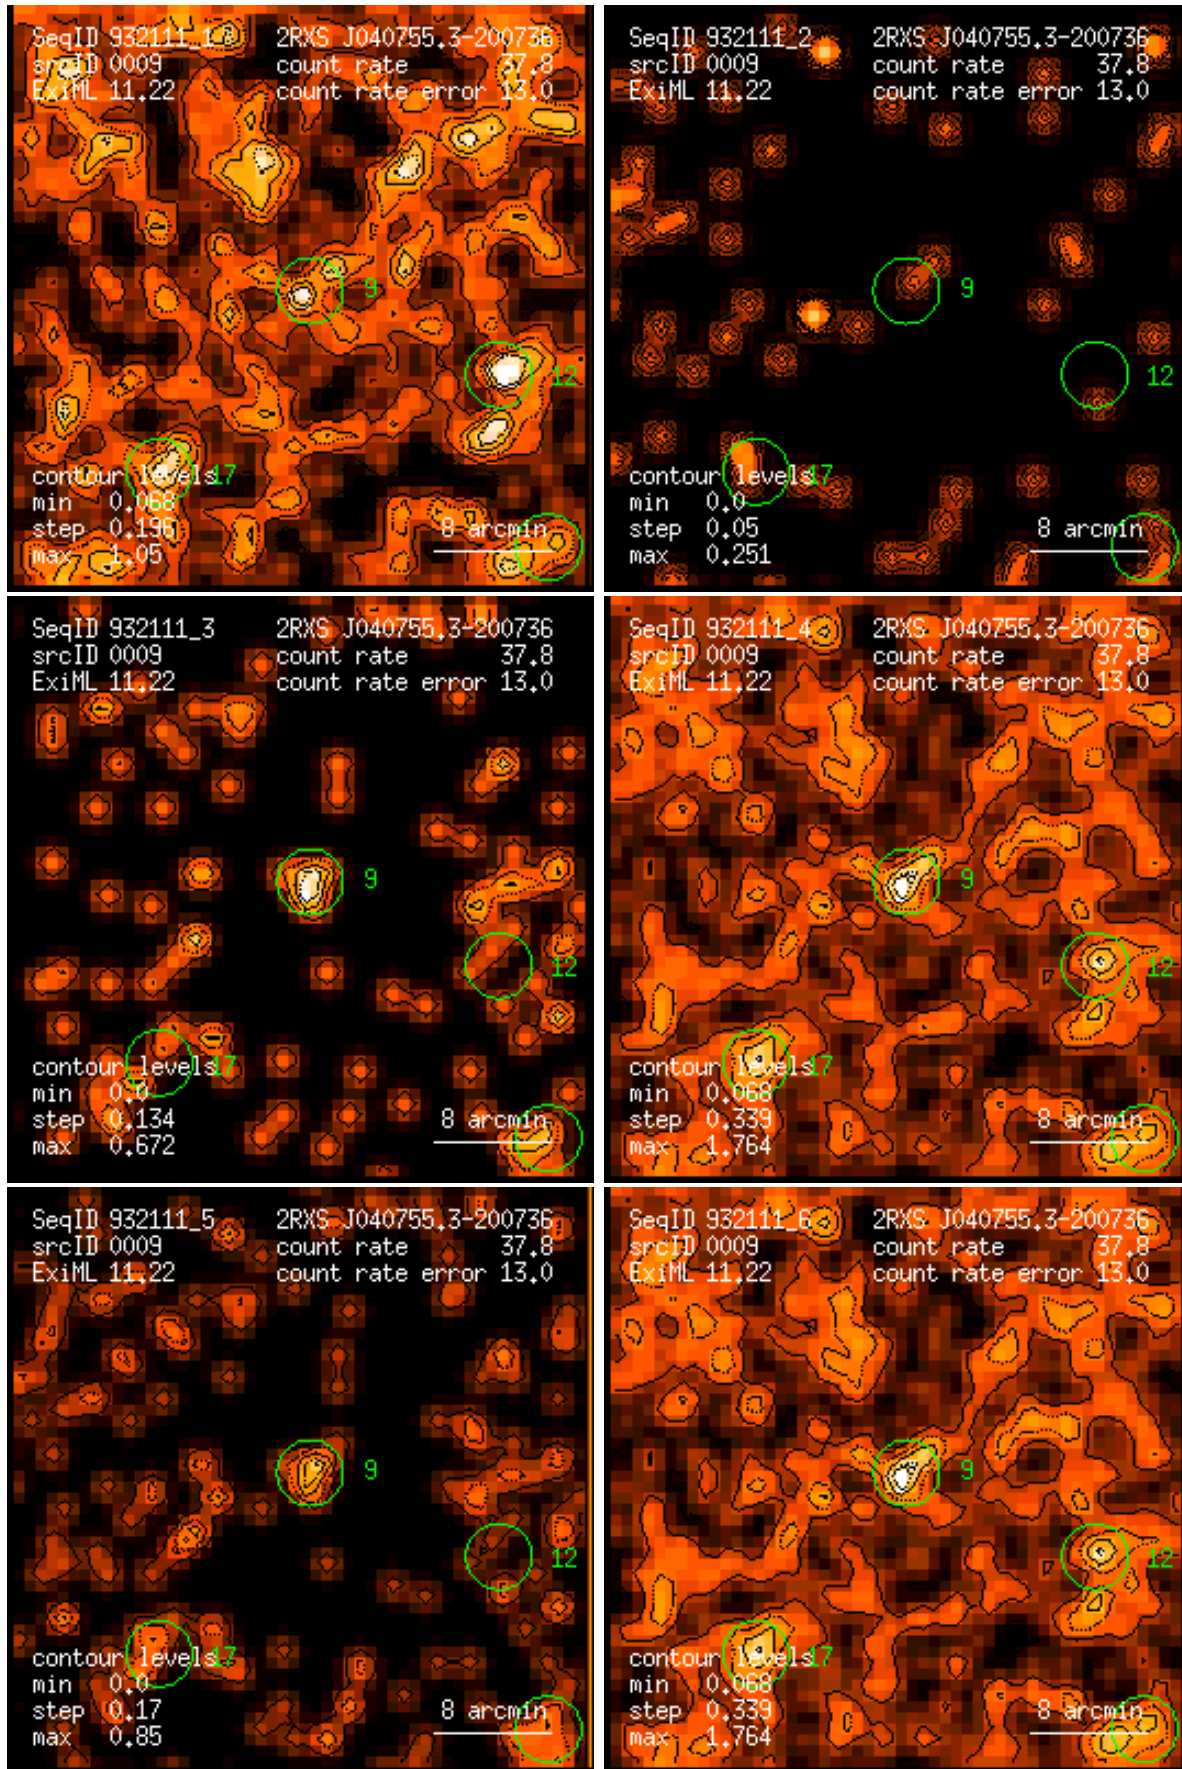 SeqID 932111_1 2RXS J040755.3-200736
srcID 0009 count rate 37.8
ExiML 11.22 count rate error 13.0
9
12
contour levels 17
min 0.068
step 0.196 8 arcmin
max 1.05
SeqID 932111_2 2RXS J040755.3-200736
srcID 0009 count rate 37.8
ExiML 11.22 count rate error 13.0
9
12
contour levels 17
min 0.0
step 0.05 8 arcmin
max 0.251
SeqID 932111_3 2RXS J040755.3-200736
srcID 0009 count rate 37.8
ExiML 11.22 count rate error 13.0
9
12
contour levels 17
min 0.0
step 0.134 8 arcmin
max 0.672
SeqID 932111_4 2RXS J040755.3-200736
srcID 0009 count rate 37.8
ExiML 11.22 count rate error 13.0
9
12
contour levels 17
min 0.068
step 0.339 8 arcmin
max 1.764
SeqID 932111_5 2RXS J040755.3-200736
srcID 0009 count rate 37.8
ExiML 11.22 count rate error 13.0
9
12
contour levels 17
min 0.0
step 0.17 8 arcmin
max 0.85
SeqID 932111_6 2RXS J040755.3-200736
srcID 0009 count rate 37.8
ExiML 11.22 count rate error 13.0
9
12
contour levels 17
min 0.068
step 0.339 8 arcmin
max 1.764